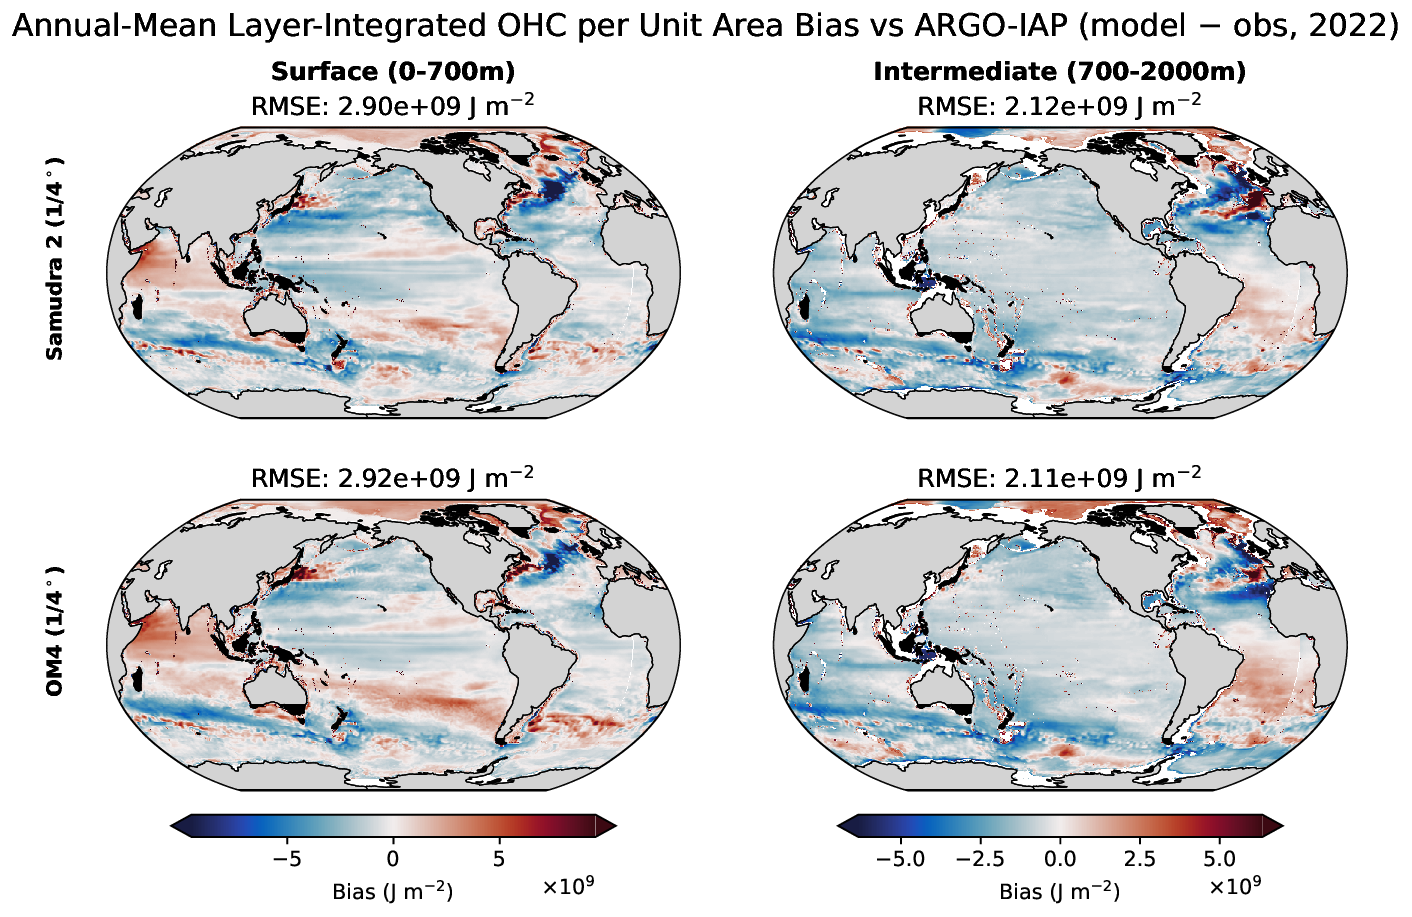 Annual-Mean Layer-Integrated OHC per Unit Area Bias vs ARGO-IAP (model − obs, 2022)
Surface (0-700m)
Intermediate (700-2000m)
RMSE: 2.90e+09 J m⁻²
RMSE: 2.12e+09 J m⁻²
Samudra 2 (1/4°)
RMSE: 2.92e+09 J m⁻²
RMSE: 2.11e+09 J m⁻²
OM4 (1/4°)
−5 0 5
×10⁹
Bias (J m⁻²)
−5.0 −2.5 0.0 2.5 5.0
×10⁹
Bias (J m⁻²)